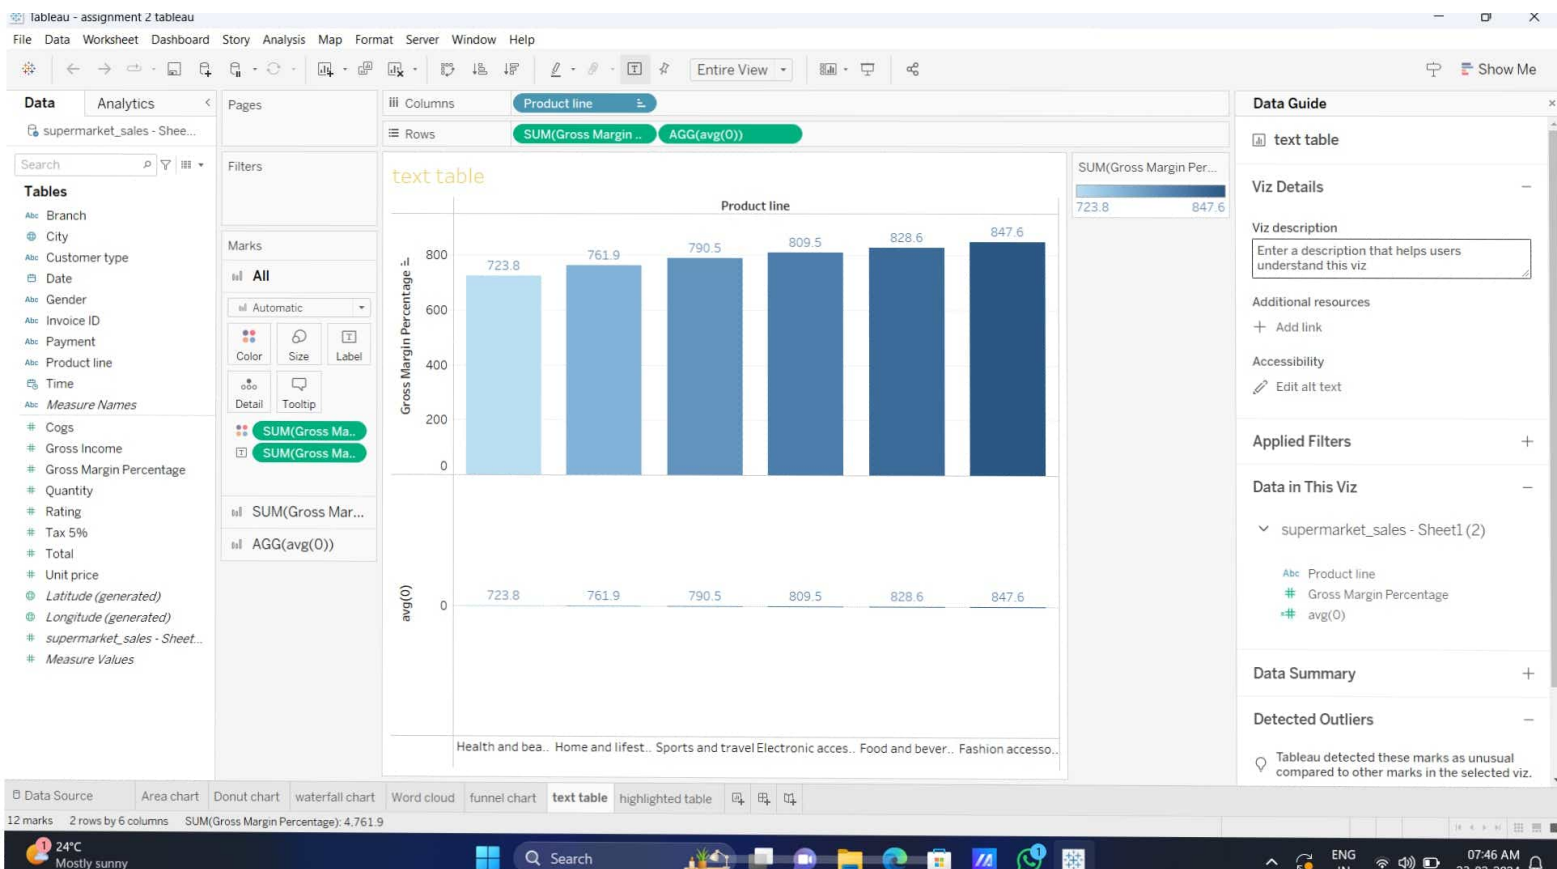 Tableau - assignment 2 tableau
File Data Worksheet Dashboard Story Analysis Map Format Server Window Help
Entire View
Show Me
Data Analytics
supermarket_sales - Shee...
Search
Tables
Abc Branch
City
Abc Customer type
Date
Abc Gender
Abc Invoice ID
Abc Payment
Abc Product line
Time
Abc Measure Names
# Cogs
# Gross Income
# Gross Margin Percentage
# Quantity
# Rating
# Tax 5%
# Total
# Unit price
Latitude (generated)
Longitude (generated)
# supermarket_sales - Sheet...
# Measure Values
Pages
Filters
Marks
All
Automatic
Color Size Label
Detail Tooltip
SUM(Gross Ma..
SUM(Gross Ma..
SUM(Gross Mar...
AGG(avg(0))
Columns Product line
Rows SUM(Gross Margin .. AGG(avg(0))
text table
Product line
Gross Margin Percentage
800
600
400
200
0
723.8 761.9 790.5 809.5 828.6 847.6
avg(0)
0
723.8 761.9 790.5 809.5 828.6 847.6
Health and bea.. Home and lifest.. Sports and travel Electronic acces.. Food and bever.. Fashion accesso..
SUM(Gross Margin Per...
723.8 847.6
Data Guide
text table
Viz Details
Viz description
Enter a description that helps users
understand this viz
Additional resources
Add link
Accessibility
Edit alt text
Applied Filters
Data in This Viz
supermarket_sales - Sheet1 (2)
Abc Product line
# Gross Margin Percentage
=# avg(0)
Data Summary
Detected Outliers
Tableau detected these marks as unusual
compared to other marks in the selected viz.
Data Source Area chart Donut chart waterfall chart Word cloud funnel chart text table highlighted table
12 marks 2 rows by 6 columns SUM(Gross Margin Percentage): 4,761.9
1
24°C
Mostly sunny
Search
1
ENG
IN
07:46 AM